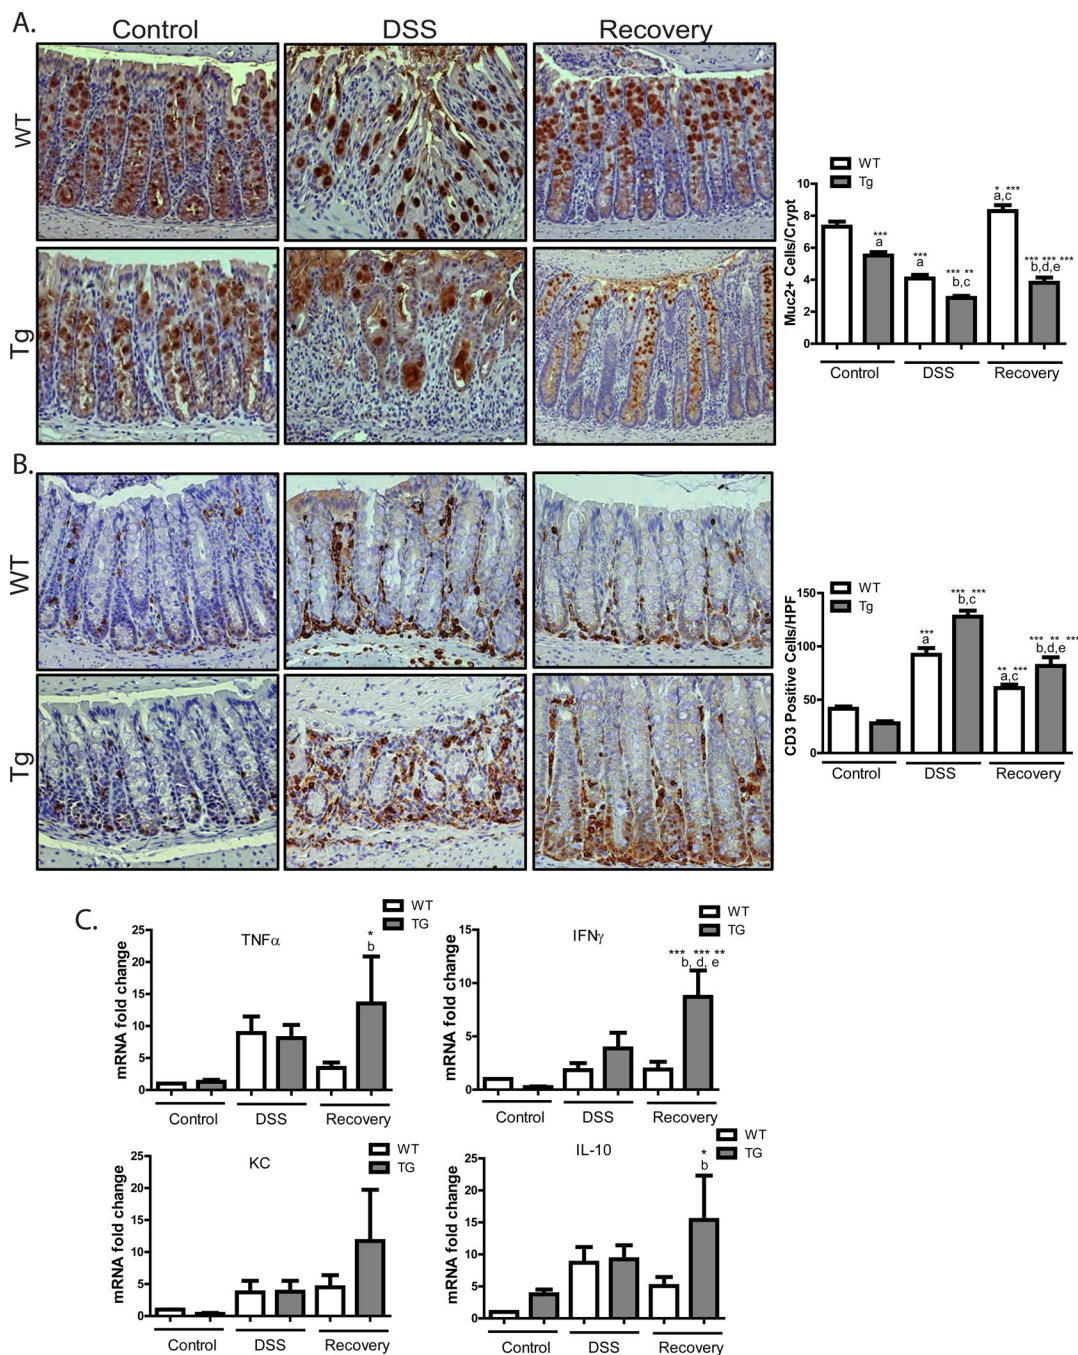 A.
Control DSS Recovery
WT
Tg
WT
Tg
Muc2+ Cells/Crypt
10
8
6
4
2
0
*** 
a
***
a
*** **
b,c
* ***
a,c
*** *** ***
b,d,e
Control DSS Recovery
B.
WT
Tg
WT
Tg
CD3 Positive Cells/HPF
150
100
50
0
***
a
*** ***
b,c
** ***
a,c
*** ** ***
b,d,e
Control DSS Recovery
C.
WT
TG
TNFα
mRNA fold change
25
20
15
10
5
0
*
b
Control DSS Recovery
WT
TG
IFNγ
mRNA fold change
15
10
5
0
*** *** **
b, d, e
Control DSS Recovery
WT
TG
KC
mRNA fold change
25
20
15
10
5
0
Control DSS Recovery
WT
TG
IL-10
mRNA fold change
25
20
15
10
5
0
*
b
Control DSS Recovery